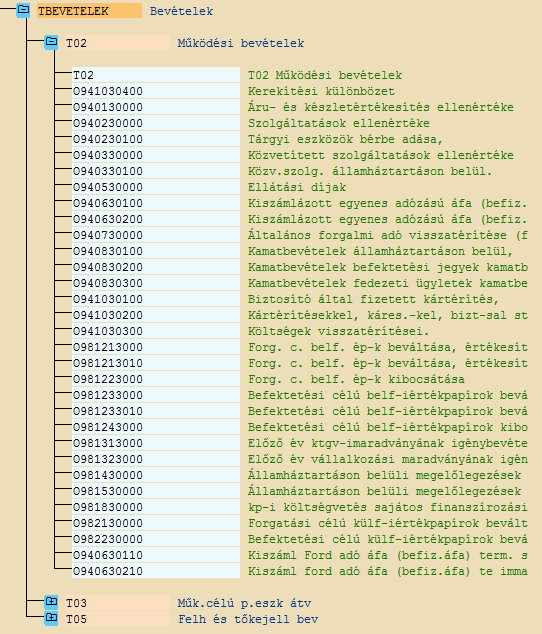 TBEVETELEK Bevételek
T02 Működési bevételek
T02 T02 Működési bevételek
O941030400 Kerekítési különbözet
O940130000 Áru- és készletértékesítés ellenértéke
O940230000 Szolgáltatások ellenértéke
O940230100 Tárgyi eszközök bérbe adása,
O940330000 Közvetített szolgáltatások ellenértéke
O940330100 Közv.szolg. államháztartáson belül.
O940530000 Ellátási díjak
O940630100 Kiszámlázott egyenes adózású áfa (befiz.
O940630200 Kiszámlázott egyenes adózású áfa (befiz.
O940730000 Általános forgalmi adó visszatérítése (f
O940830100 Kamatbevételek államháztartáson belül,
O940830200 Kamatbevételek befektetési jegyek kamatb
O940830300 Kamatbevételek fedezeti ügyletek kamatbe
O941030100 Biztosító által fizetett kártérítés,
O941030200 Kártérítésekkel, káres.-kel, bizt-sal st
O941030300 Költségek visszatérítései.
O981213000 Forg. c. belf. ép-k beváltása, értékesít
O981213010 Forg. c. belf. ép-k beváltása, értékesít
O981223000 Forg. c. belf. ép-k kibocsátása
O981233000 Befektetési célú belf-iértékpapírok bevá
O981233010 Befektetési célú belf-iértékpapírok bevá
O981243000 Befektetési célú belf-iértékpapírok kibo
O981313000 Előző év ktgv-imaradványának igénybevéte
O981323000 Előző év vállalkozási maradványának igén
O981430000 Államháztartáson belüli megelőlegezések
O981530000 Államháztartáson belüli megelőlegezések
O981830000 kp-i költségvetés sajátos finanszírozási
O982130000 Forgatási célú külf-iértékpapírok bevált
O982230000 Befektetési célú külf-iértékpapírok bevá
O940630110 Kiszáml Ford adó áfa (befiz.áfa) term. s
O940630210 Kiszáml ford adó áfa (befiz.áfa) te imma
T03 Műk.célú p.eszk átv
T05 Felh és tőkejell bev